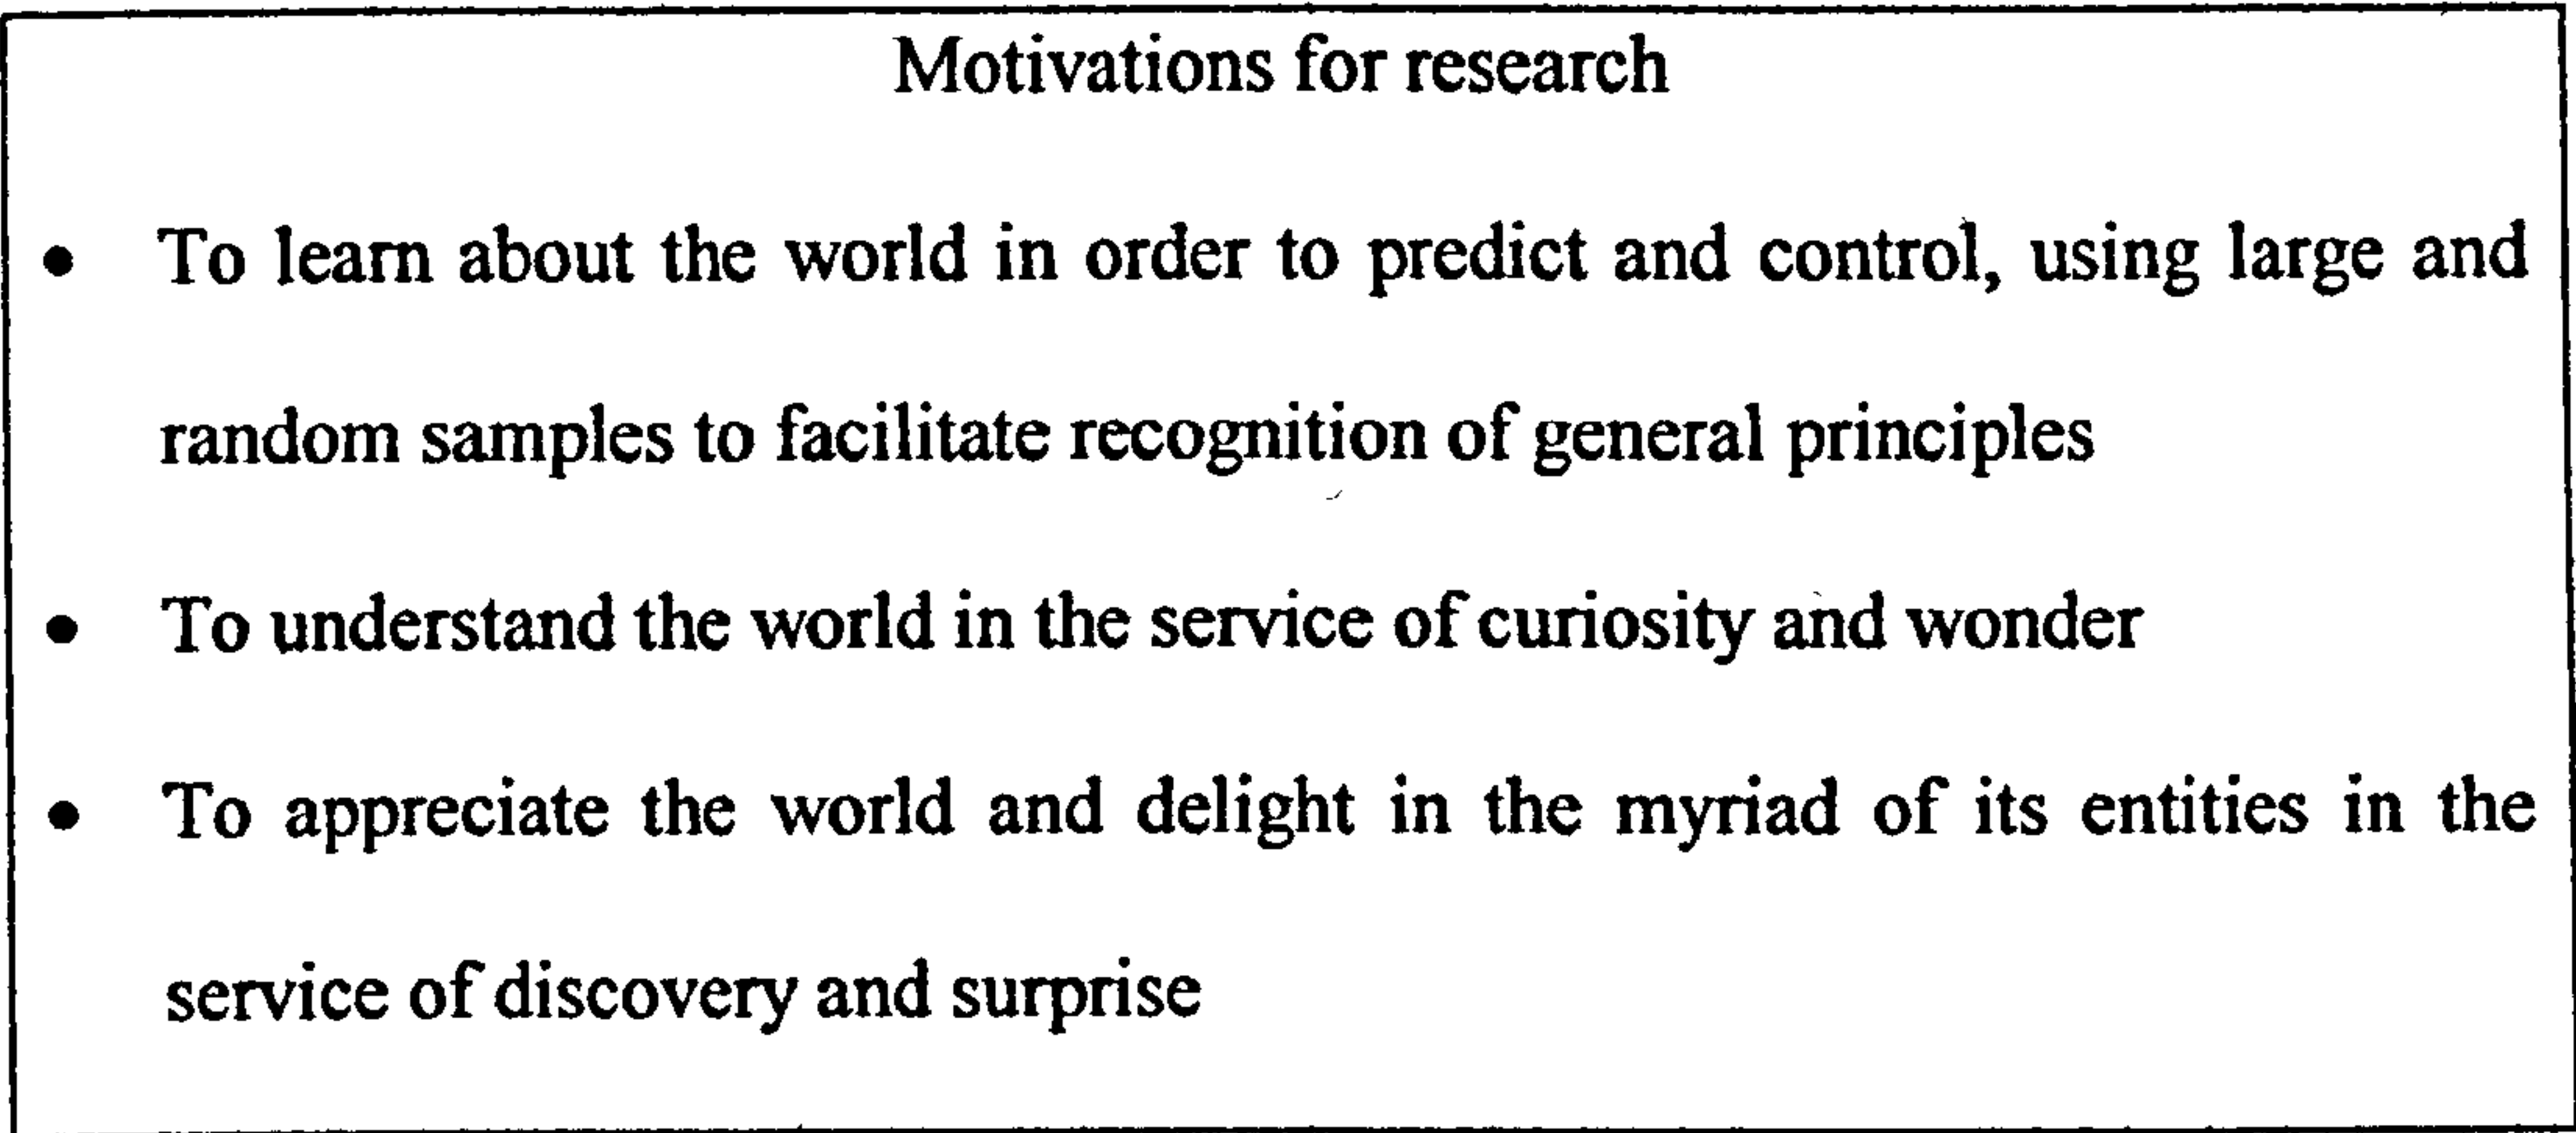 Motivations for research
• To learn about the world in order to predict and control, using large and
random samples to facilitate recognition of general principles
• To understand the world in the service of curiosity and wonder
• To appreciate the world and delight in the myriad of its entities in the
service of discovery and surprise